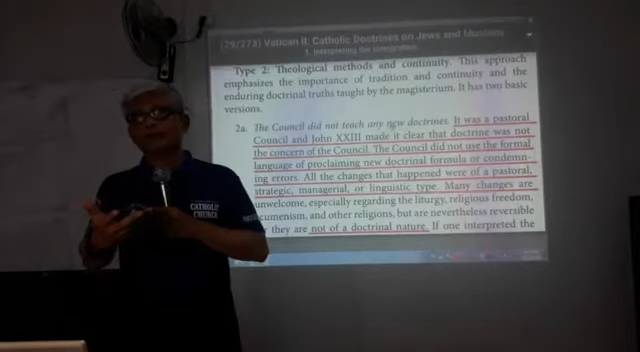 (29/273) Vatican II: Catholic Doctrines on Jews and Muslims
1. Interpreting the Interpretation
Type 2: Theological methods and continuity. This approach
emphasizes the importance of tradition and continuity and the
enduring doctrinal truths taught by the magisterium. It has two basic
versions.
2a. The Council did not teach any new doctrines. It was a pastoral
Council and John XXIII made it clear that doctrine was not
the concern of the Council. The Council did not use the formal
language of proclaiming new doctrinal formula or condemn-
ing errors. All the changes that happened were of a pastoral,
strategic, managerial, or linguistic type. Many changes are
unwelcome, especially regarding the liturgy, religious freedom,
cumenism, and other religions, but are nevertheless reversible
they are not of a doctrinal nature. If one interpreted the
CATHOLIC
CHURCH